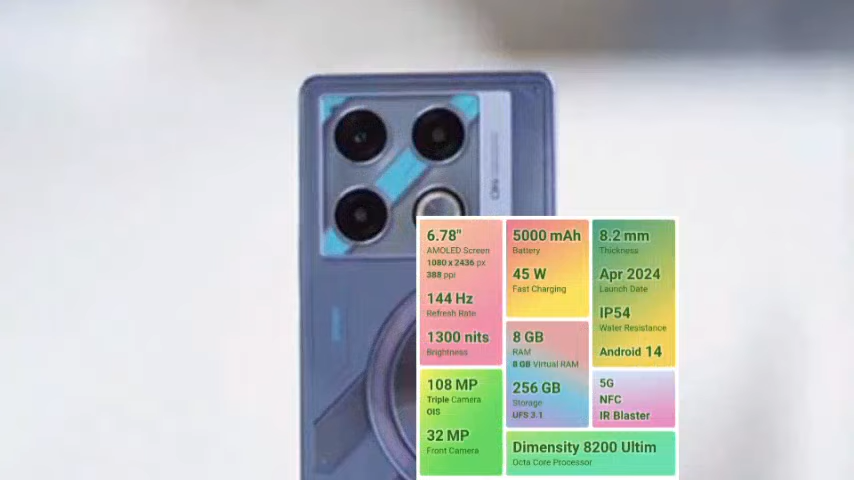 6.78"
AMOLED Screen
1080 x 2436 px
388 ppi
144 Hz
Refresh Rate
1300 nits
Brightness
108 MP
Triple Camera
OIS
32 MP
Front Camera
5000 mAh
Battery
45 W
Fast Charging
8 GB
RAM
8 GB Virtual RAM
256 GB
Storage
UFS 3.1
8.2 mm
Thickness
Apr 2024
Launch Date
IP54
Water Resistance
Android 14
5G
NFC
IR Blaster
Dimensity 8200 Ultim
Octa Core Processor